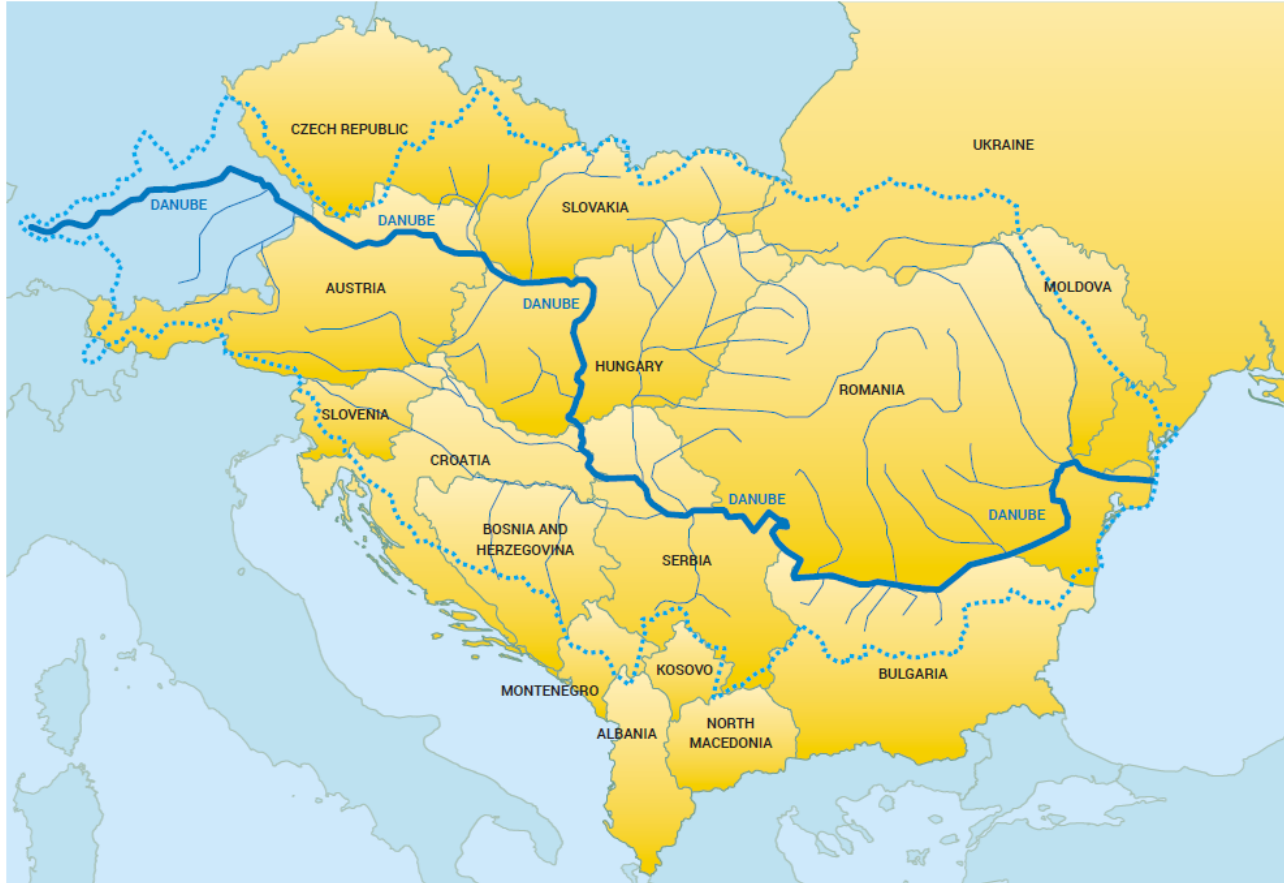 CZECH REPUBLIC
UKRAINE
DANUBE
SLOVAKIA
DANUBE
AUSTRIA
MOLDOVA
DANUBE
HUNGARY
ROMANIA
SLOVENIA
CROATIA
DANUBE
DANUBE
BOSNIA AND
HERZEGOVINA
SERBIA
KOSOVO
BULGARIA
MONTENEGRO
ALBANIA
NORTH
MACEDONIA